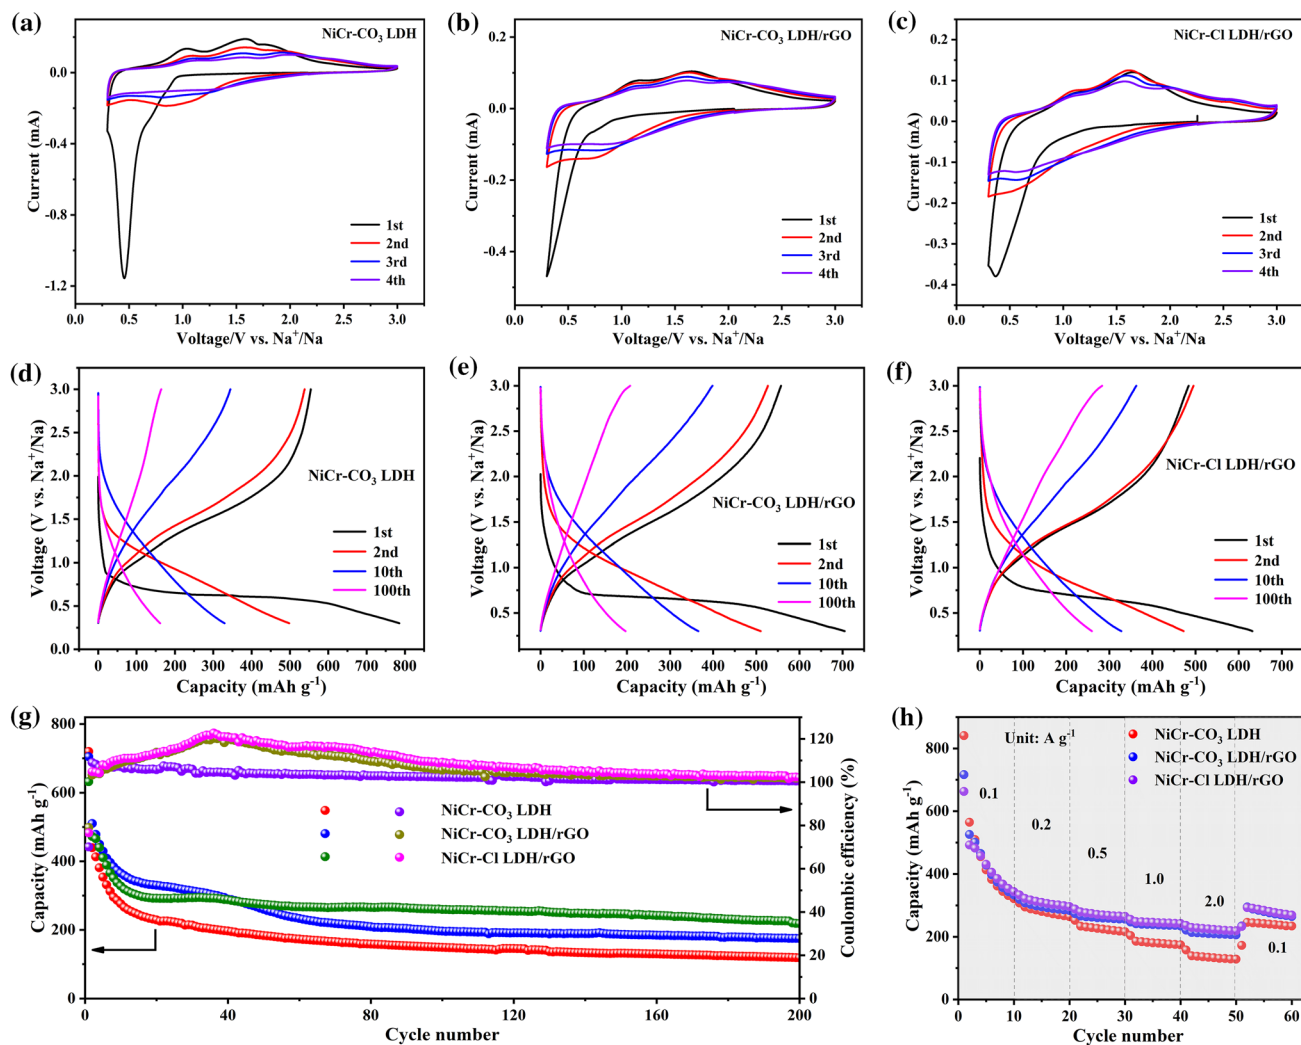 (a)
NiCr-CO3 LDH
0.0
-0.4
-0.8
-1.2
Current (mA)
1st
2nd
3rd
4th
0.0 0.5 1.0 1.5 2.0 2.5 3.0
Voltage/V vs. Na+/Na
(b)
NiCr-CO3 LDH/rGO
0.2
0.0
-0.2
-0.4
Current (mA)
1st
2nd
3rd
4th
0.0 0.5 1.0 1.5 2.0 2.5 3.0
Voltage/V vs. Na+/Na
(c)
NiCr-Cl LDH/rGO
0.2
0.1
0.0
-0.1
-0.2
-0.3
-0.4
Current (mA)
1st
2nd
3rd
4th
0.0 0.5 1.0 1.5 2.0 2.5 3.0
Voltage/V vs. Na+/Na
(d)
3.0
2.5
2.0
1.5
1.0
0.5
0.0
Voltage (V vs. Na+/Na)
NiCr-CO3 LDH
1st
2nd
10th
100th
0 100 200 300 400 500 600 700 800
Capacity (mAh g-1)
(e)
3.0
2.5
2.0
1.5
1.0
0.5
Voltage (V vs. Na+/Na)
NiCr-CO3 LDH/rGO
1st
2nd
10th
100th
0 100 200 300 400 500 600 700
Capacity (mAh g-1)
(f)
3.0
2.5
2.0
1.5
1.0
0.5
Voltage (V vs. Na+/Na)
NiCr-Cl LDH/rGO
1st
2nd
10th
100th
0 100 200 300 400 500 600 700
Capacity (mAh g-1)
(g)
800
600
400
200
0
Capacity (mAh g-1)
NiCr-CO3 LDH
NiCr-CO3 LDH/rGO
NiCr-Cl LDH/rGO
120
100
80
60
40
20
0
Coulombic efficiency (%)
0 40 80 120 160 200
Cycle number
(h)
Unit: A g-1
NiCr-CO3 LDH
NiCr-CO3 LDH/rGO
NiCr-Cl LDH/rGO
800
600
400
200
0
Capacity (mAh g-1)
0.1
0.2
0.5
1.0
2.0
0.1
0 10 20 30 40 50 60
Cycle number